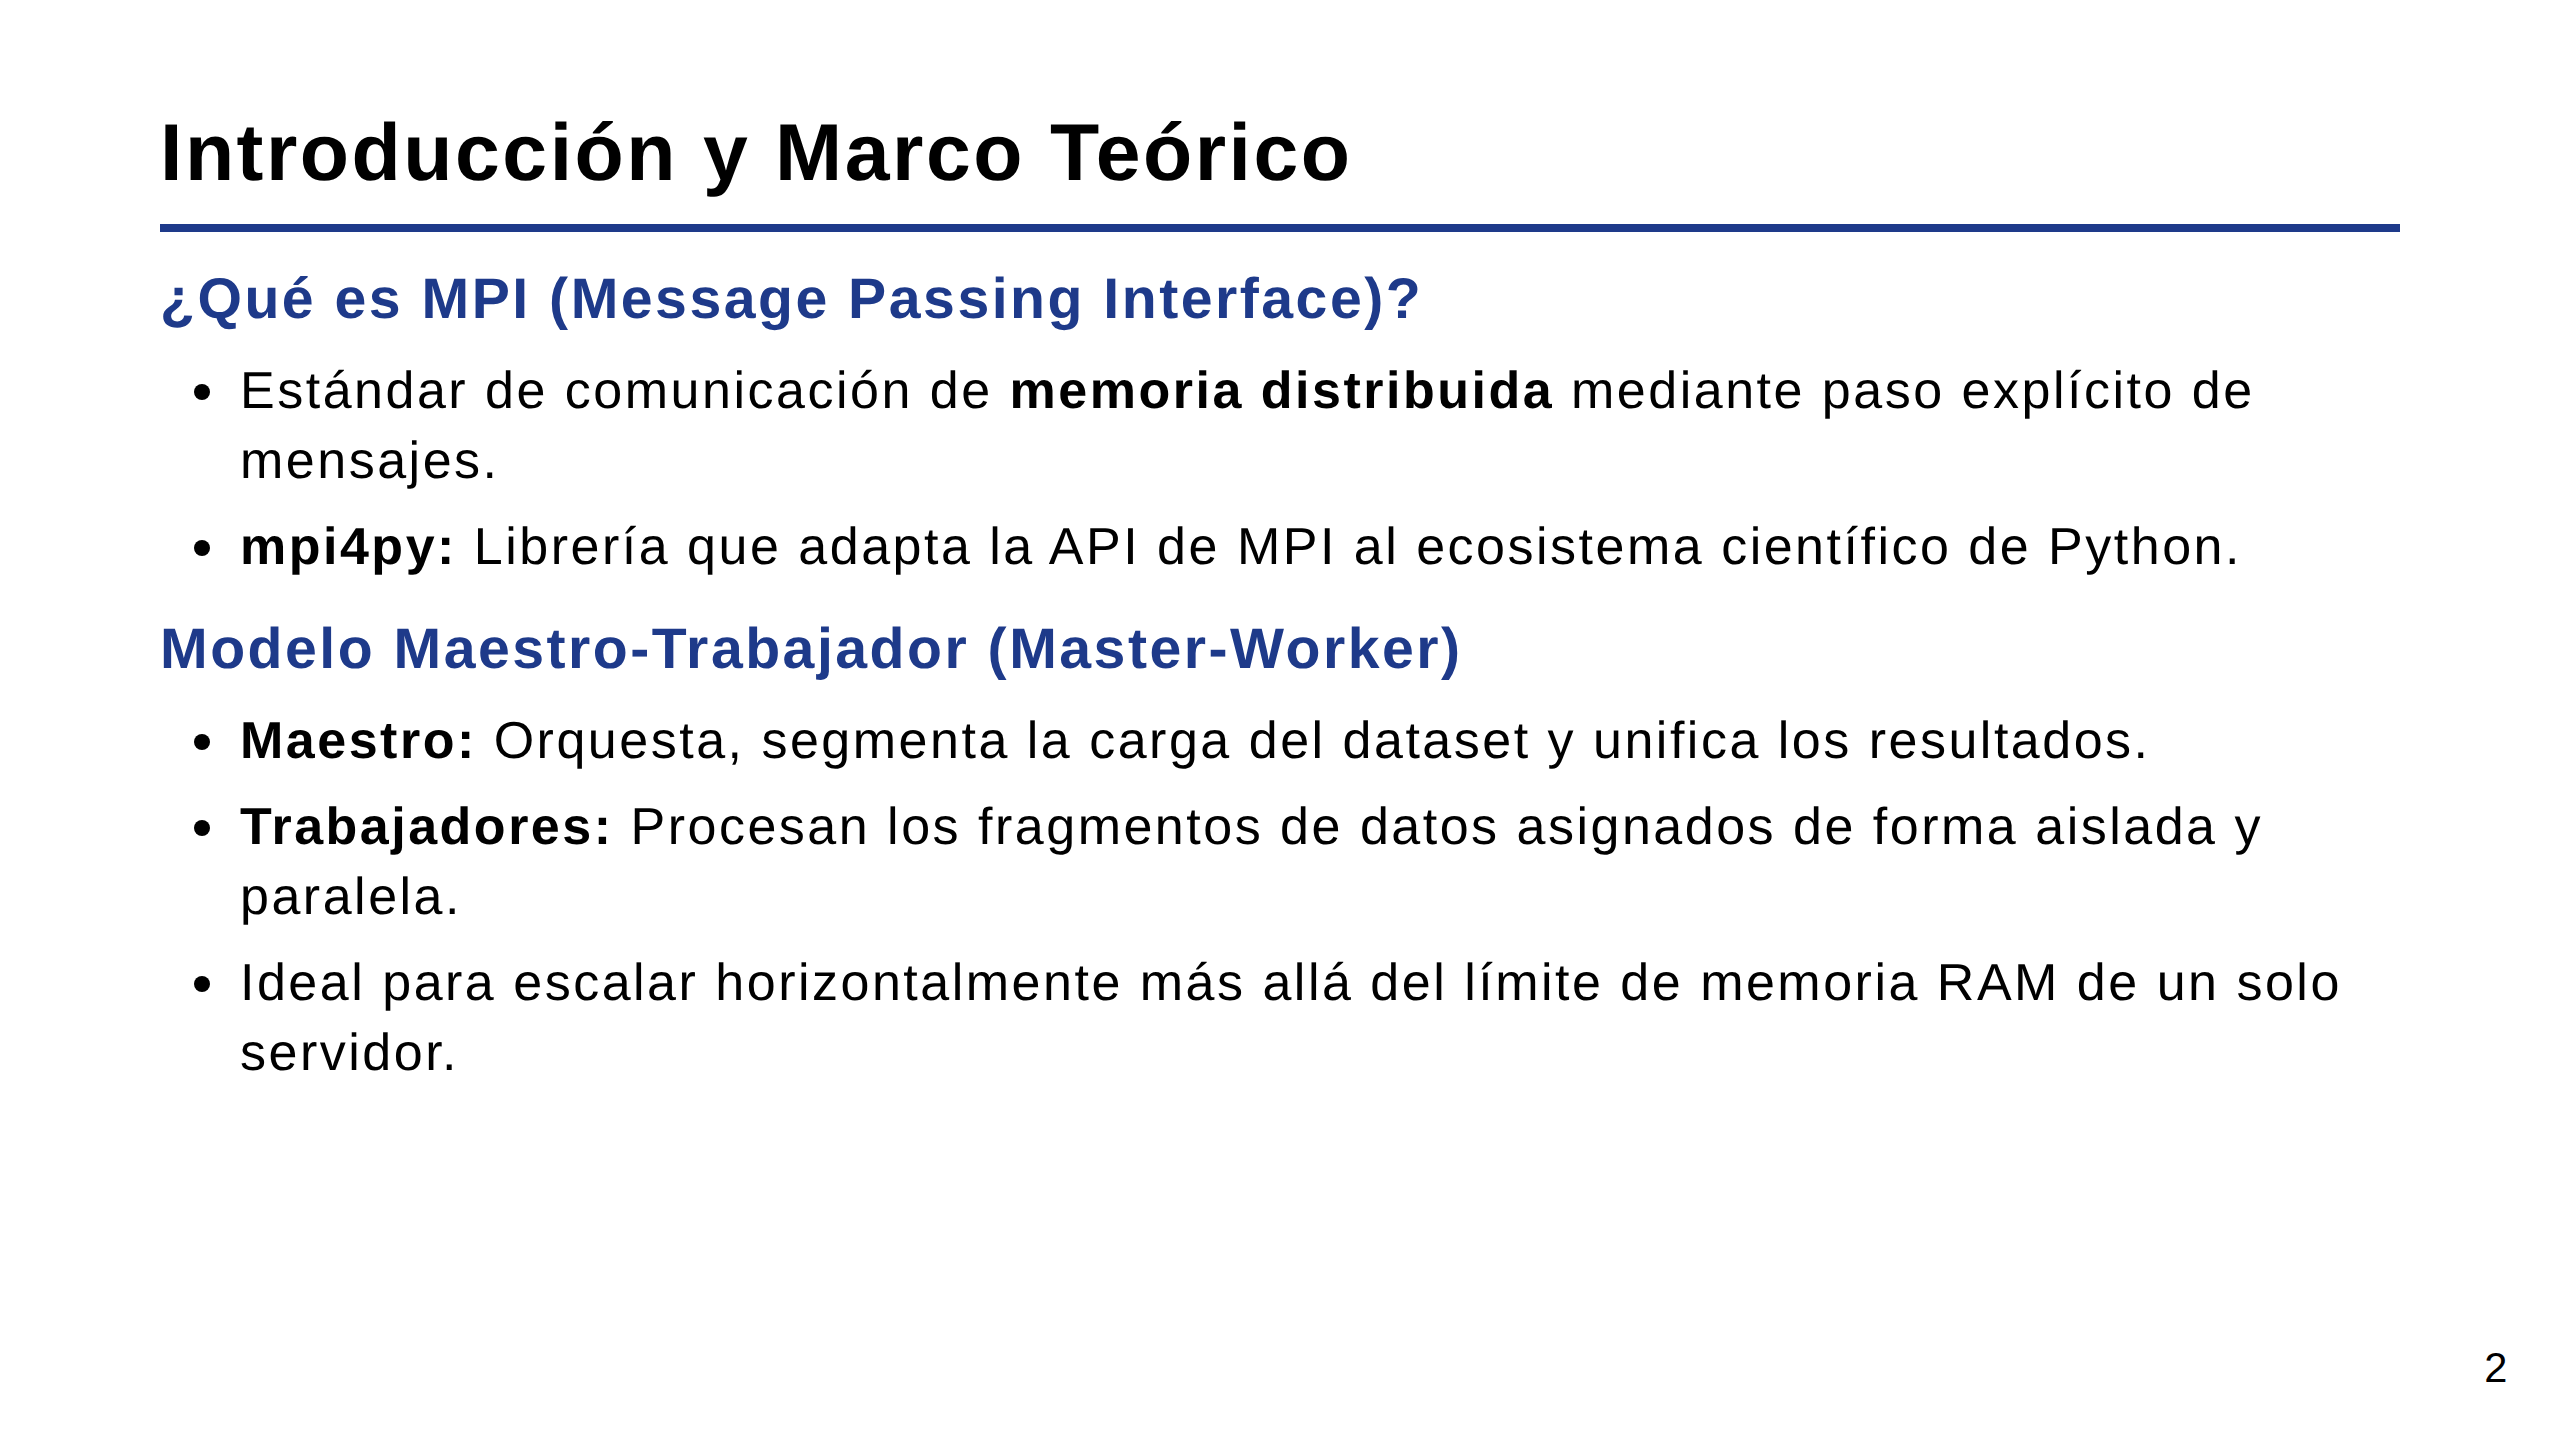 Introducción y Marco Teórico
¿Qué es MPI (Message Passing Interface)?
• Estándar de comunicación de memoria distribuida mediante paso explícito de
mensajes.
• mpi4py: Librería que adapta la API de MPI al ecosistema científico de Python.
Modelo Maestro-Trabajador (Master-Worker)
• Maestro: Orquesta, segmenta la carga del dataset y unifica los resultados.
• Trabajadores: Procesan los fragmentos de datos asignados de forma aislada y
paralela.
• Ideal para escalar horizontalmente más allá del límite de memoria RAM de un solo
servidor.
2